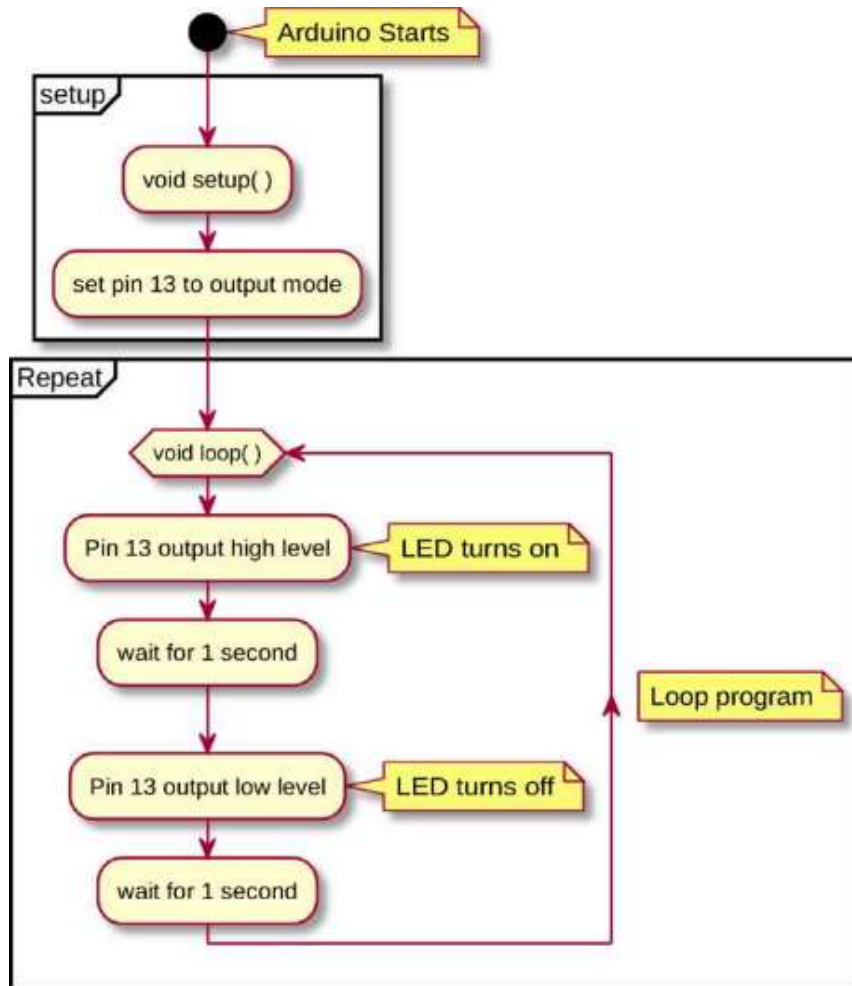 Arduino Starts
setup
void setup( )
set pin 13 to output mode
Repeat
void loop( )
Pin 13 output high level
LED turns on
wait for 1 second
Loop program
Pin 13 output low level
LED turns off
wait for 1 second